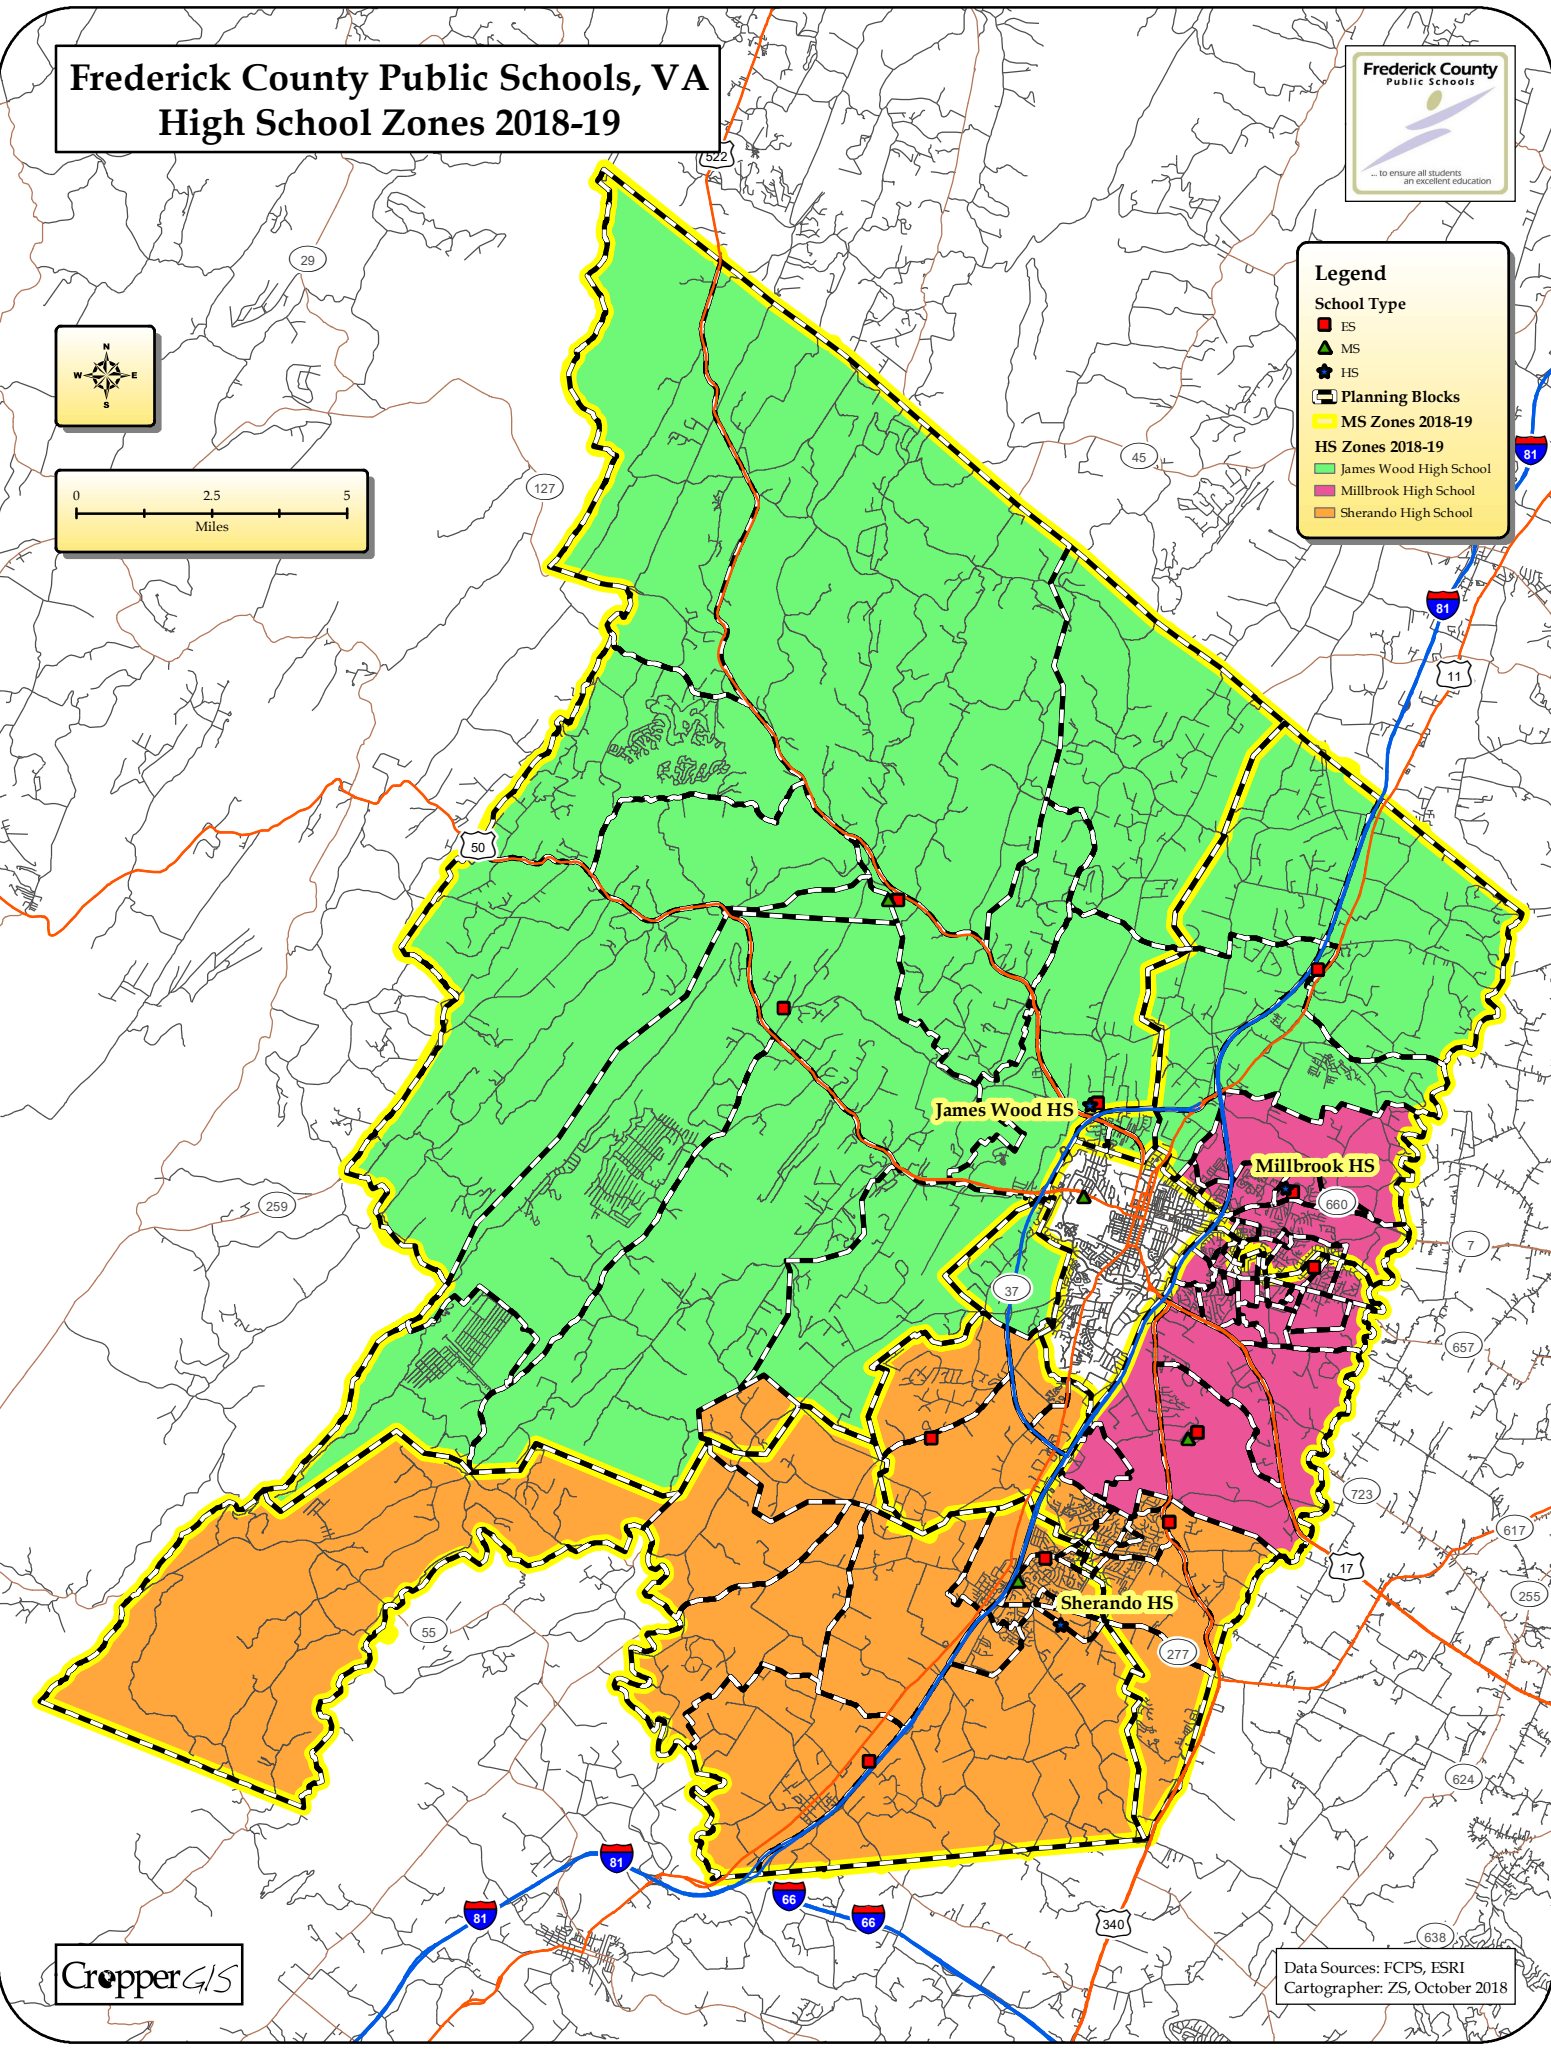 Frederick County Public Schools, VA
High School Zones 2018-19
Frederick County
Public Schools
... to ensure all students
an excellent education
522
29
N
W E
S
0 2.5 5
Miles
127
45
Legend
School Type
ES
MS
HS
Planning Blocks
MS Zones 2018-19
HS Zones 2018-19
James Wood High School
Millbrook High School
Sherando High School
81
81
11
50
James Wood HS
Millbrook HS
660
259
7
37
657
723
617
17
255
55
Sherando HS
277
624
81
81
66
66
340
638
CropperGIS
Data Sources: FCPS, ESRI
Cartographer: ZS, October 2018